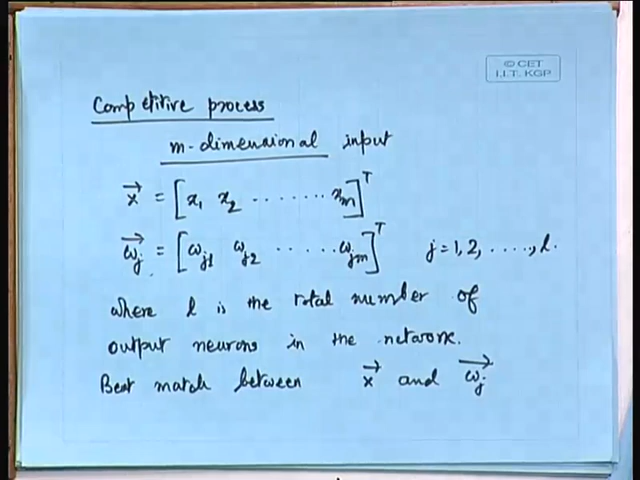 © CET
I.I.T. KGP
Competitive process
m-dimensional input
x⃗ = [x₁ x₂ ........ xₘ]ᵀ
w⃗ⱼ = [wⱼ₁ wⱼ₂ ...... wⱼₘ]ᵀ j = 1, 2, ....., l.
where l is the total number of
output neurons in the network.
Best match between x⃗ and w⃗ⱼ